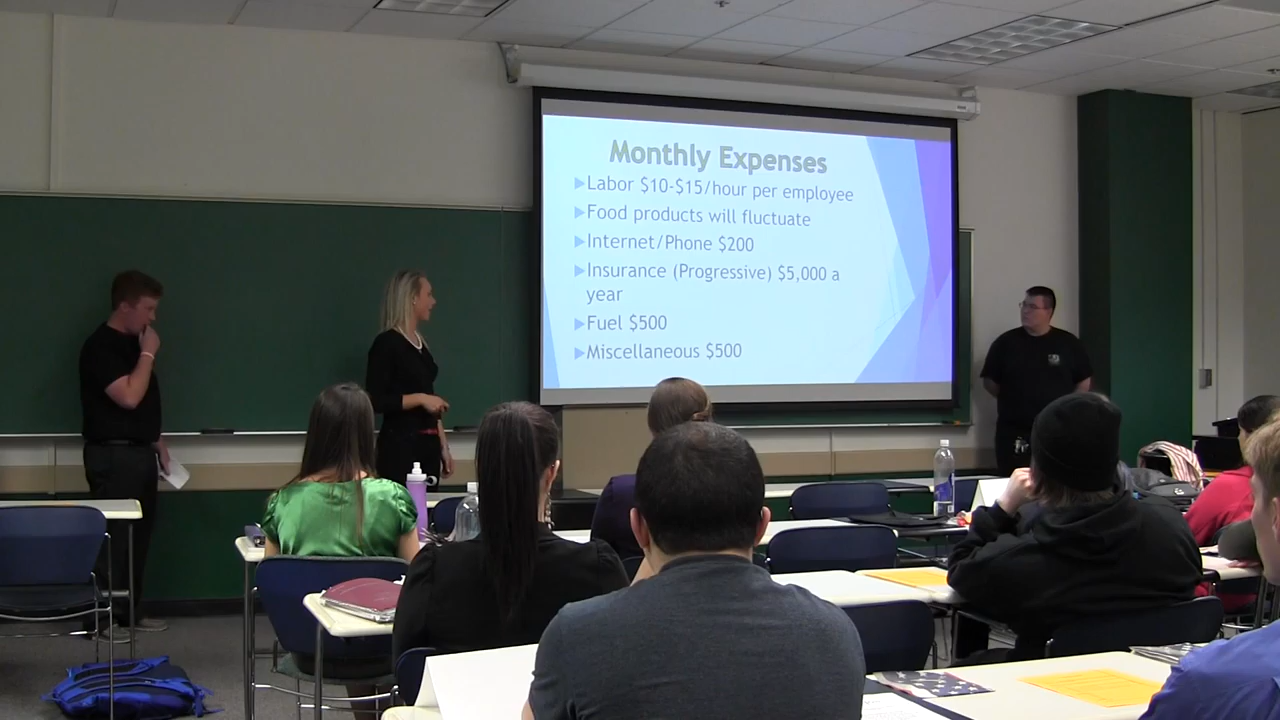 Monthly Expenses
Labor $10-$15/hour per employee
Food products will fluctuate
Internet/Phone $200
Insurance (Progressive) $5,000 a
year
Fuel $500
Miscellaneous $500